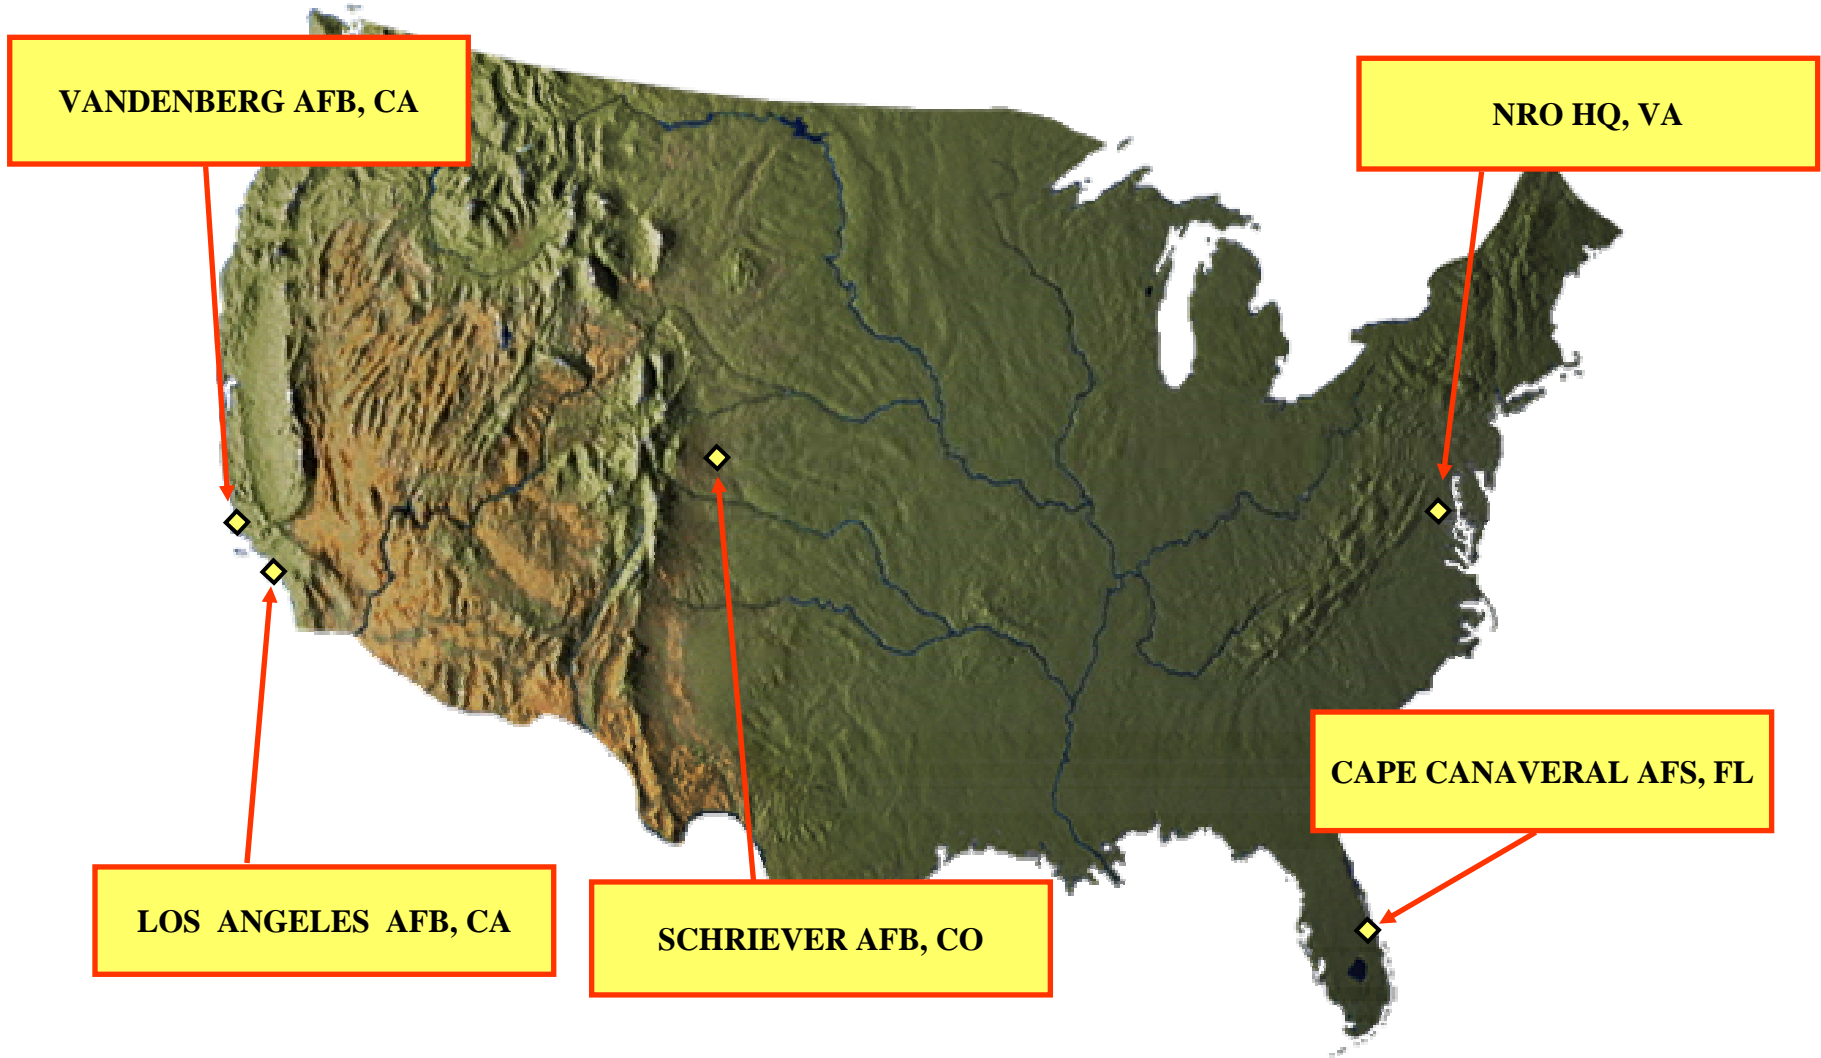 VANDENBERG AFB, CA
NRO HQ, VA
CAPE CANAVERAL AFS, FL
LOS ANGELES AFB, CA
SCHRIEVER AFB, CO